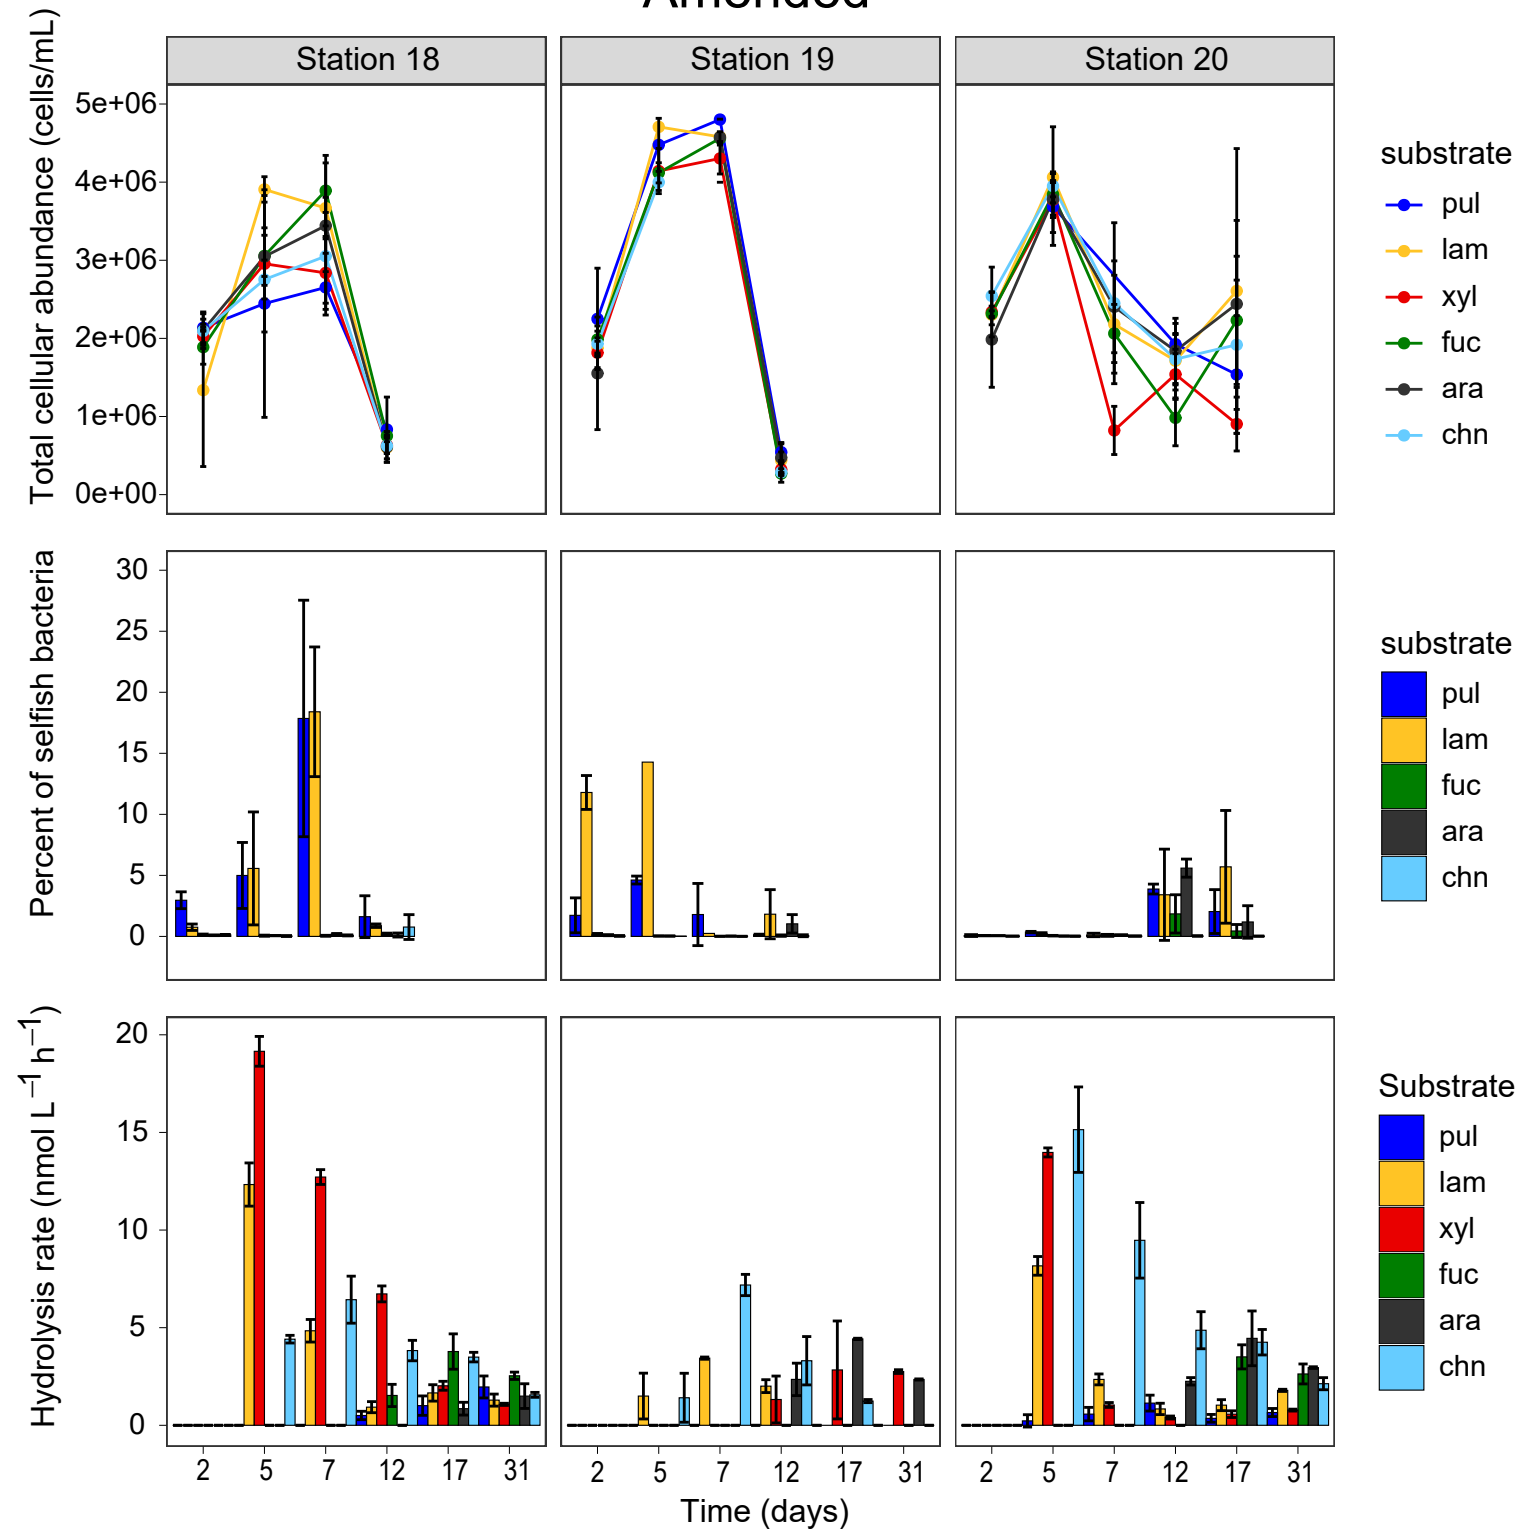 Amended
Station 18
Station 19
Station 20
Total cellular abundance (cells/mL)
5e+06
4e+06
3e+06
2e+06
1e+06
0e+00
substrate
pul
lam
xyl
fuc
ara
chn
Percent of selfish bacteria
30
25
20
15
10
5
0
substrate
pul
lam
fuc
ara
chn
Hydrolysis rate (nmol L⁻¹ h⁻¹)
20
15
10
5
0
Substrate
pul
lam
xyl
fuc
ara
chn
2 5 7 12 17 31
2 5 7 12 17 31
2 5 7 12 17 31
Time (days)